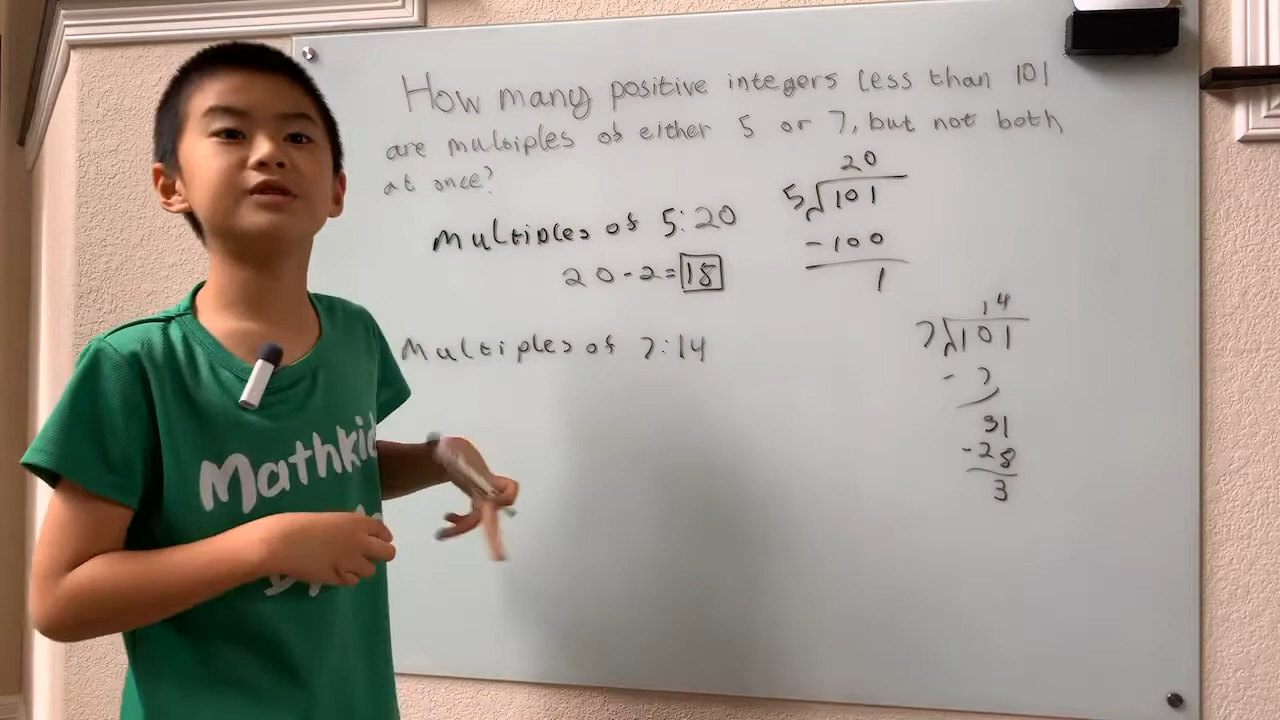 How many positive integers less than 101
are multiples of either 5 or 7, but not both
at once?
Multiples of 5: 20
20-2=18
20
5 101
-100
1
Multiples of 7:14
14
7 101
- 7
31
-28
3
Mathkid